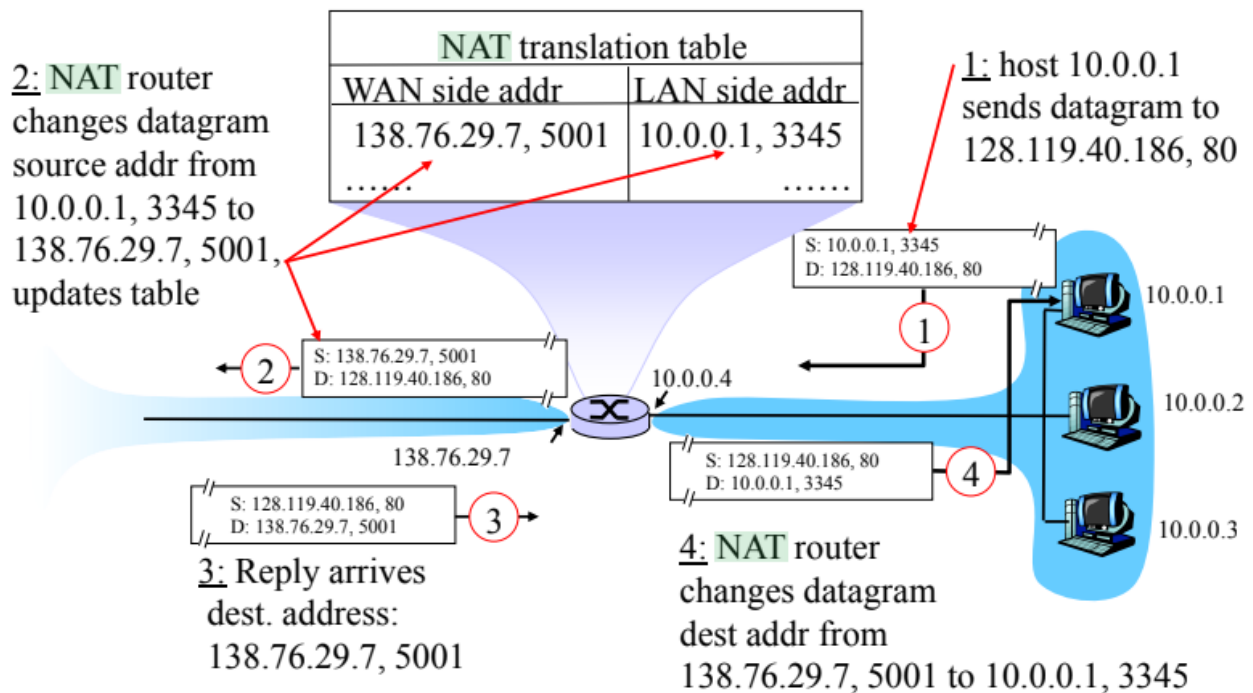 NAT translation table
WAN side addr LAN side addr
138.76.29.7, 5001 10.0.0.1, 3345
...... ......
2: NAT router
changes datagram
source addr from
10.0.0.1, 3345 to
138.76.29.7, 5001,
updates table
1: host 10.0.0.1
sends datagram to
128.119.40.186, 80
S: 10.0.0.1, 3345
D: 128.119.40.186, 80
1
10.0.0.1
S: 138.76.29.7, 5001
D: 128.119.40.186, 80
2
10.0.0.4
10.0.0.2
138.76.29.7
S: 128.119.40.186, 80
D: 10.0.0.1, 3345
4
S: 128.119.40.186, 80
D: 138.76.29.7, 5001
3
10.0.0.3
3: Reply arrives
dest. address:
138.76.29.7, 5001
4: NAT router
changes datagram
dest addr from
138.76.29.7, 5001 to 10.0.0.1, 3345